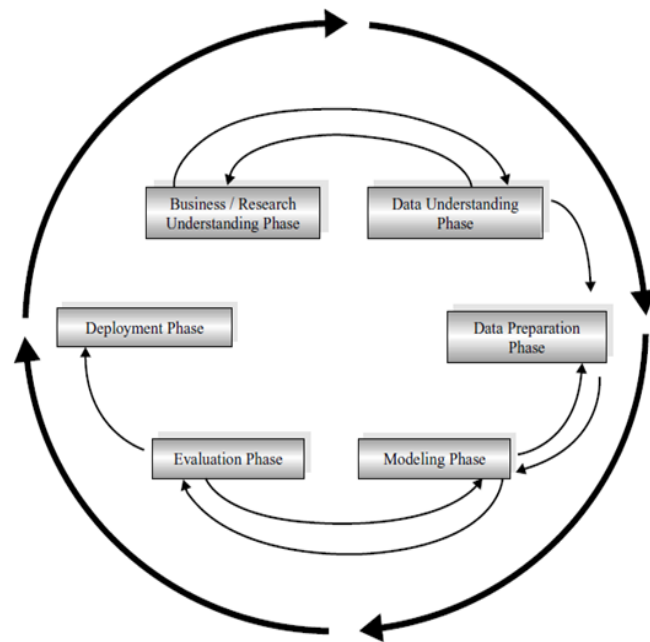 Business / Research
Understanding Phase
Data Understanding
Phase
Deployment Phase
Data Preparation
Phase
Evaluation Phase
Modeling Phase